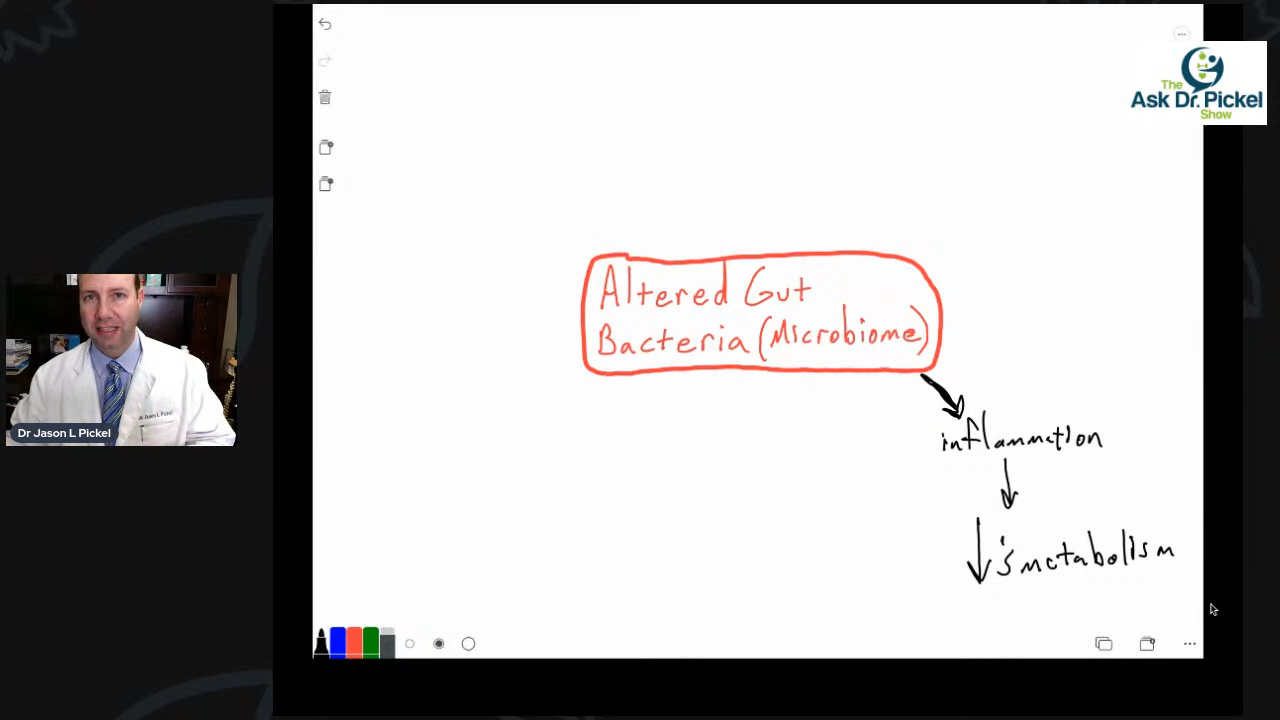 The
Ask Dr. Pickel
Show
Altered Gut
Bacteria (Microbiome)
inflammation
↓'s metabolism
Dr Jason L Pickel